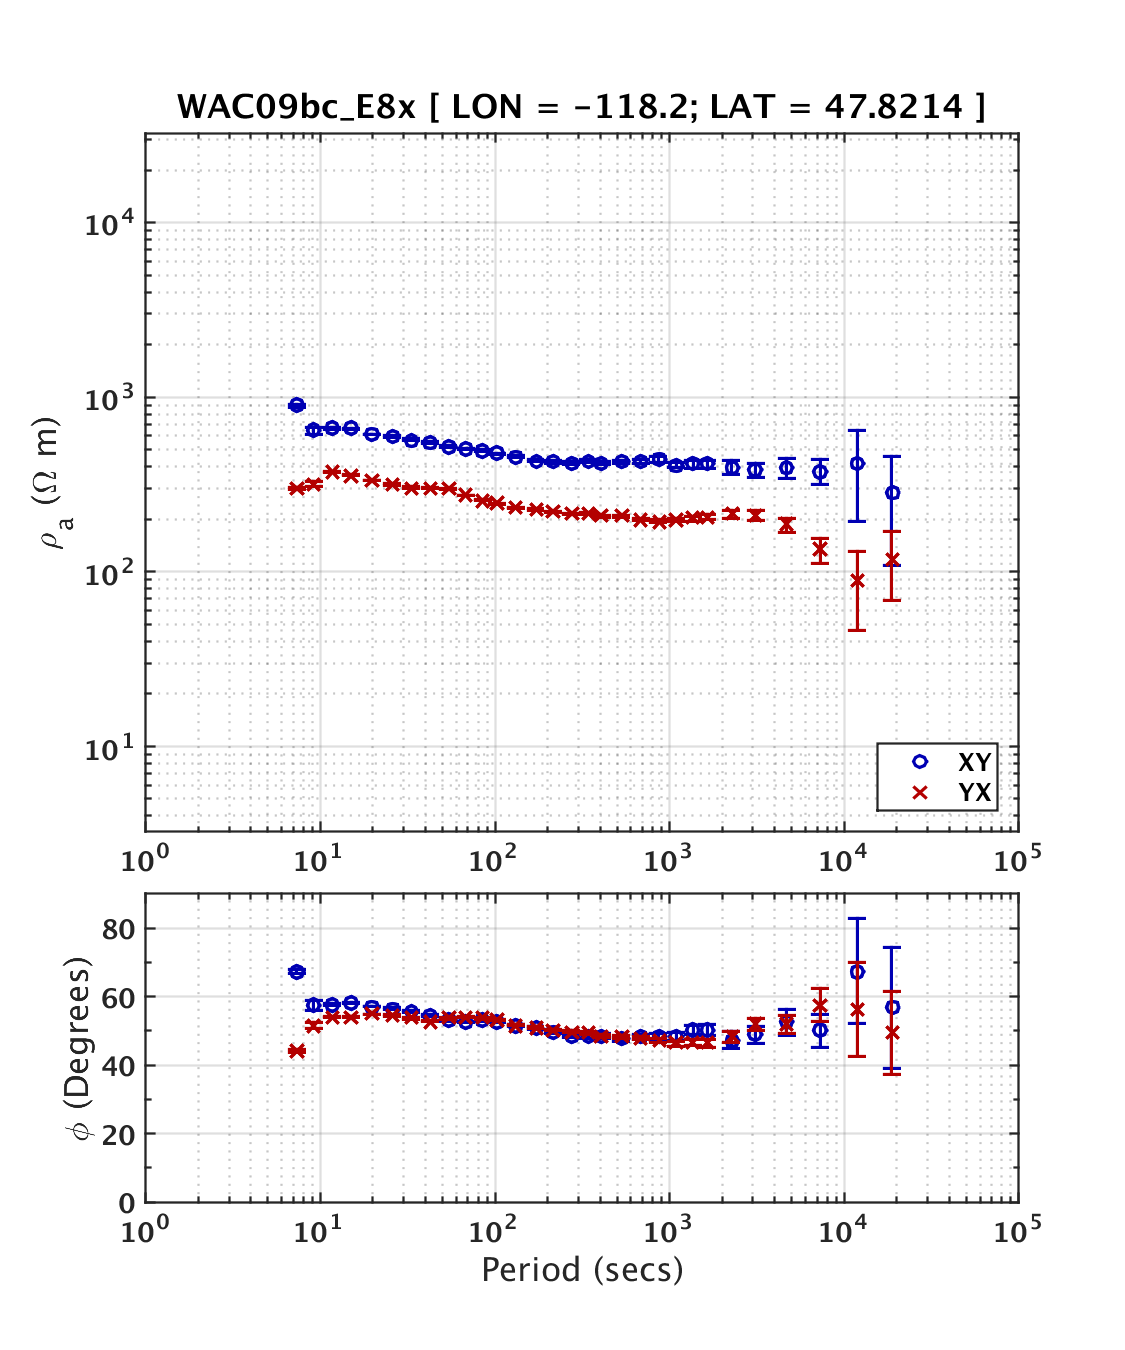 WAC09bc_E8x [ LON = -118.2; LAT = 47.8214 ]
10⁴
10³
10²
10¹
ρa (Ω m)
XY
YX
10⁰ 10¹ 10² 10³ 10⁴ 10⁵
80
60
40
20
0
ϕ (Degrees)
10⁰ 10¹ 10² 10³ 10⁴ 10⁵
Period (secs)